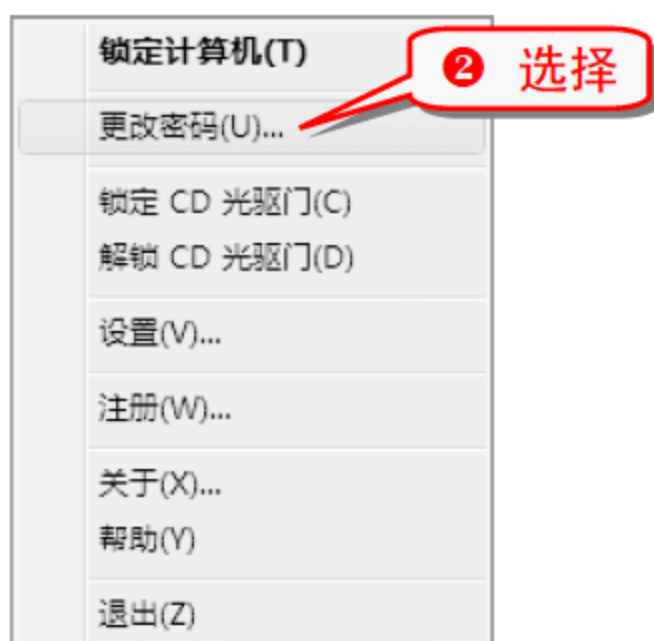 锁定计算机(T)
❷ 选择
更改密码(U)...
锁定 CD 光驱门(C)
解锁 CD 光驱门(D)
设置(V)...
注册(W)...
关于(X)...
帮助(Y)
退出(Z)